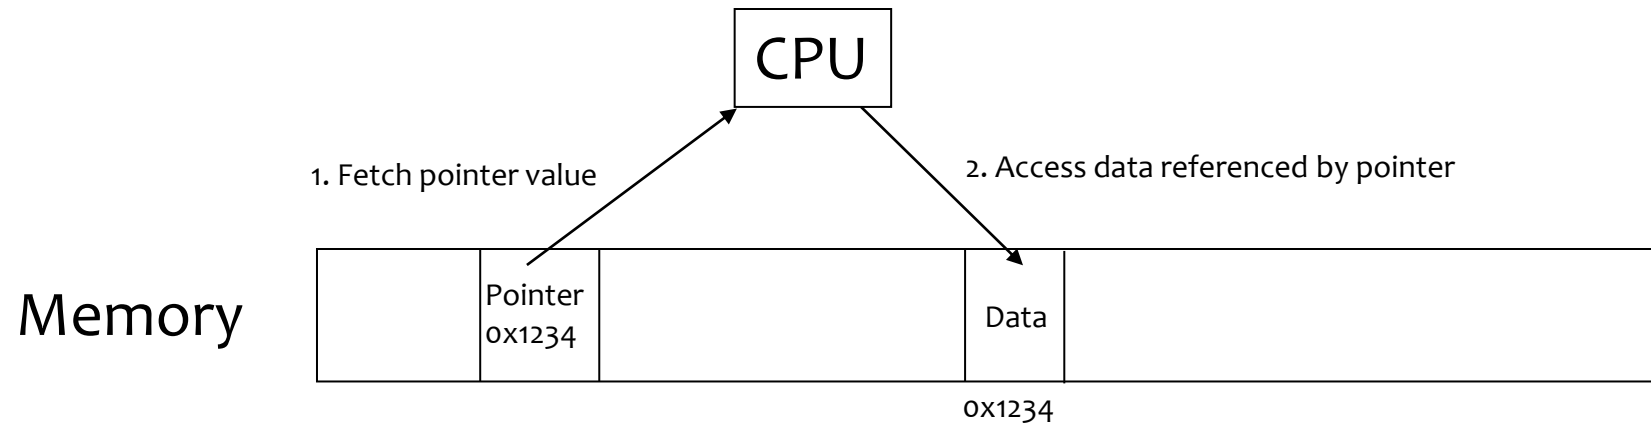 CPU
1. Fetch pointer value
2. Access data referenced by pointer
Memory
Pointer
0x1234
Data
0x1234